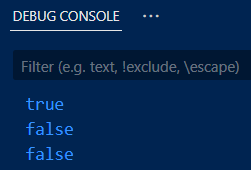 DEBUG CONSOLE ...
Filter (e.g. text, !exclude, \escape)
true
false
false